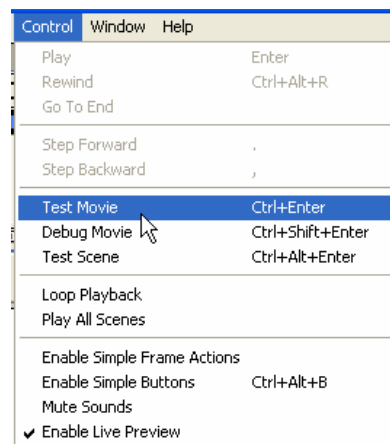 Control Window Help
Play Enter
Rewind Ctrl+Alt+R
Go To End
Step Forward .
Step Backward ,
Test Movie Ctrl+Enter
Debug Movie Ctrl+Shift+Enter
Test Scene Ctrl+Alt+Enter
Loop Playback
Play All Scenes
Enable Simple Frame Actions
Enable Simple Buttons Ctrl+Alt+B
Mute Sounds
Enable Live Preview